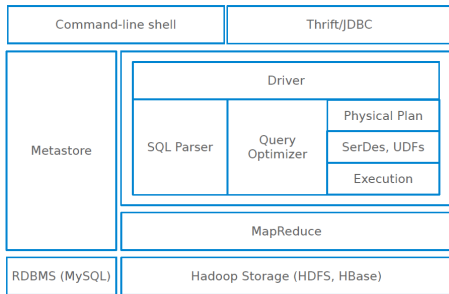 Command-line shell
Thrift/JDBC
Metastore
Driver
SQL Parser
Query
Optimizer
Physical Plan
SerDes, UDFs
Execution
MapReduce
RDBMS (MySQL)
Hadoop Storage (HDFS, HBase)